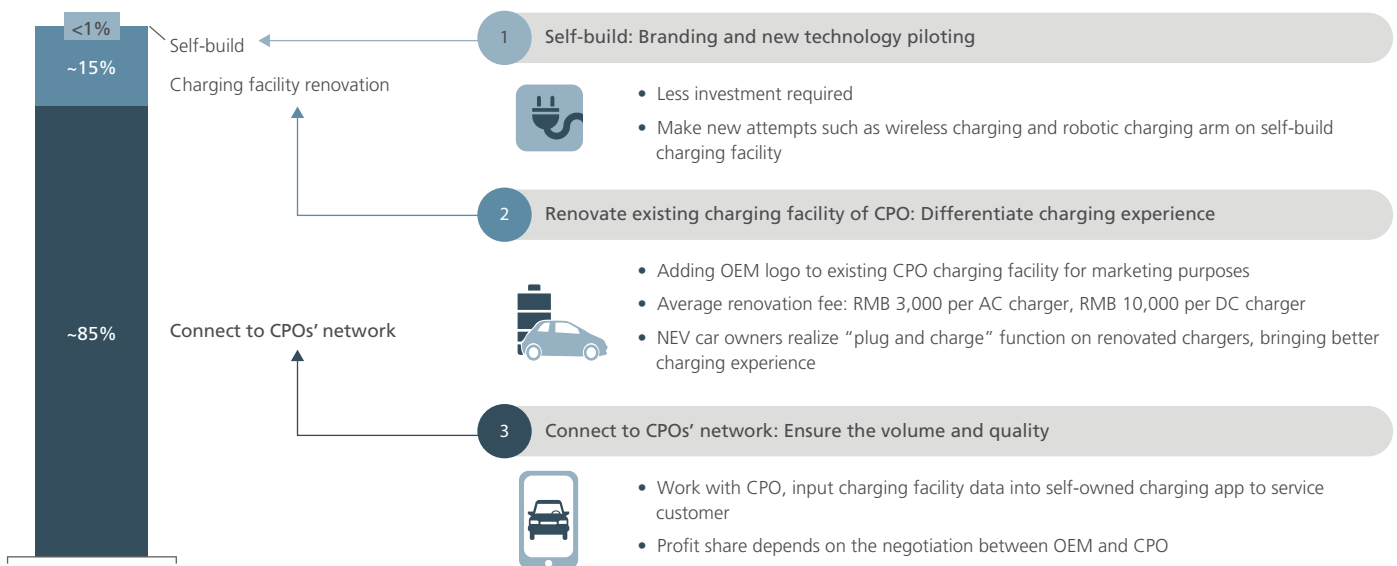 <1%
~15%
~85%
Self-build
Charging facility renovation
Connect to CPOs’ network
1
Self-build: Branding and new technology piloting
• Less investment required
• Make new attempts such as wireless charging and robotic charging arm on self-build
charging facility
2
Renovate existing charging facility of CPO: Differentiate charging experience
• Adding OEM logo to existing CPO charging facility for marketing purposes
• Average renovation fee: RMB 3,000 per AC charger, RMB 10,000 per DC charger
• NEV car owners realize “plug and charge” function on renovated chargers, bringing better
charging experience
3
Connect to CPOs’ network: Ensure the volume and quality
• Work with CPO, input charging facility data into self-owned charging app to service
customer
• Profit share depends on the negotiation between OEM and CPO